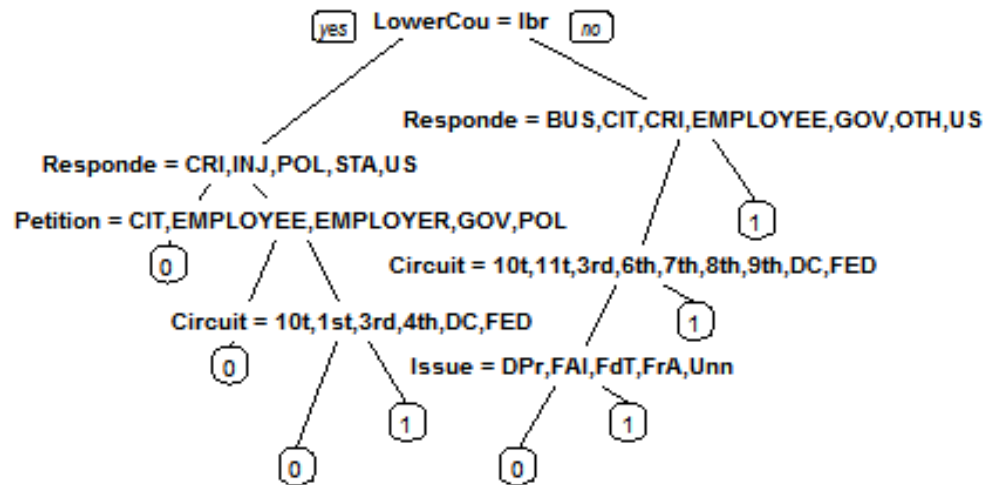 yes LowerCou = lbr no
Responde = BUS,CIT,CRI,EMPLOYEE,GOV,OTH,US
Responde = CRI,INJ,POL,STA,US
Petition = CIT,EMPLOYEE,EMPLOYER,GOV,POL
1
0
Circuit = 10t,11t,3rd,6th,7th,8th,9th,DC,FED
Circuit = 10t,1st,3rd,4th,DC,FED
1
0
Issue = DPr,FAI,FdT,FrA,Unn
1
1
0
0